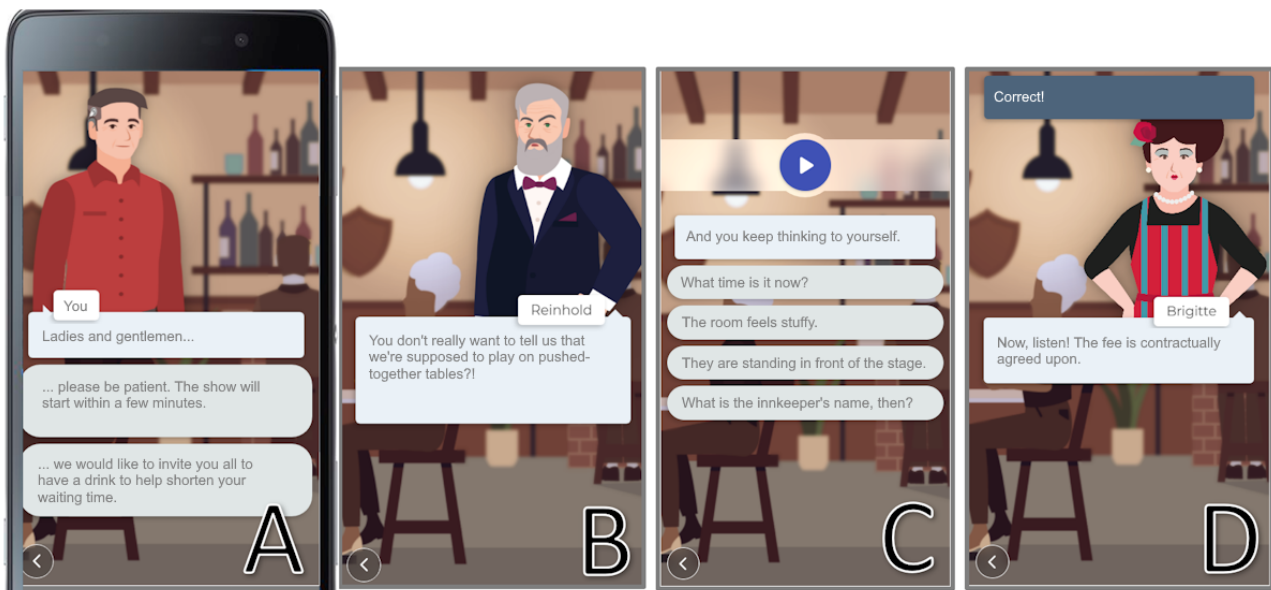 You
Ladies and gentlemen...
... please be patient. The show will
start within a few minutes.
... we would like to invite you all to
have a drink to help shorten your
waiting time.
A
Reinhold
You don't really want to tell us that
we're supposed to play on pushed-
together tables?!
B
And you keep thinking to yourself.
What time is it now?
The room feels stuffy.
They are standing in front of the stage.
What is the innkeeper's name, then?
C
Correct!
Brigitte
Now, listen! The fee is contractually
agreed upon.
D